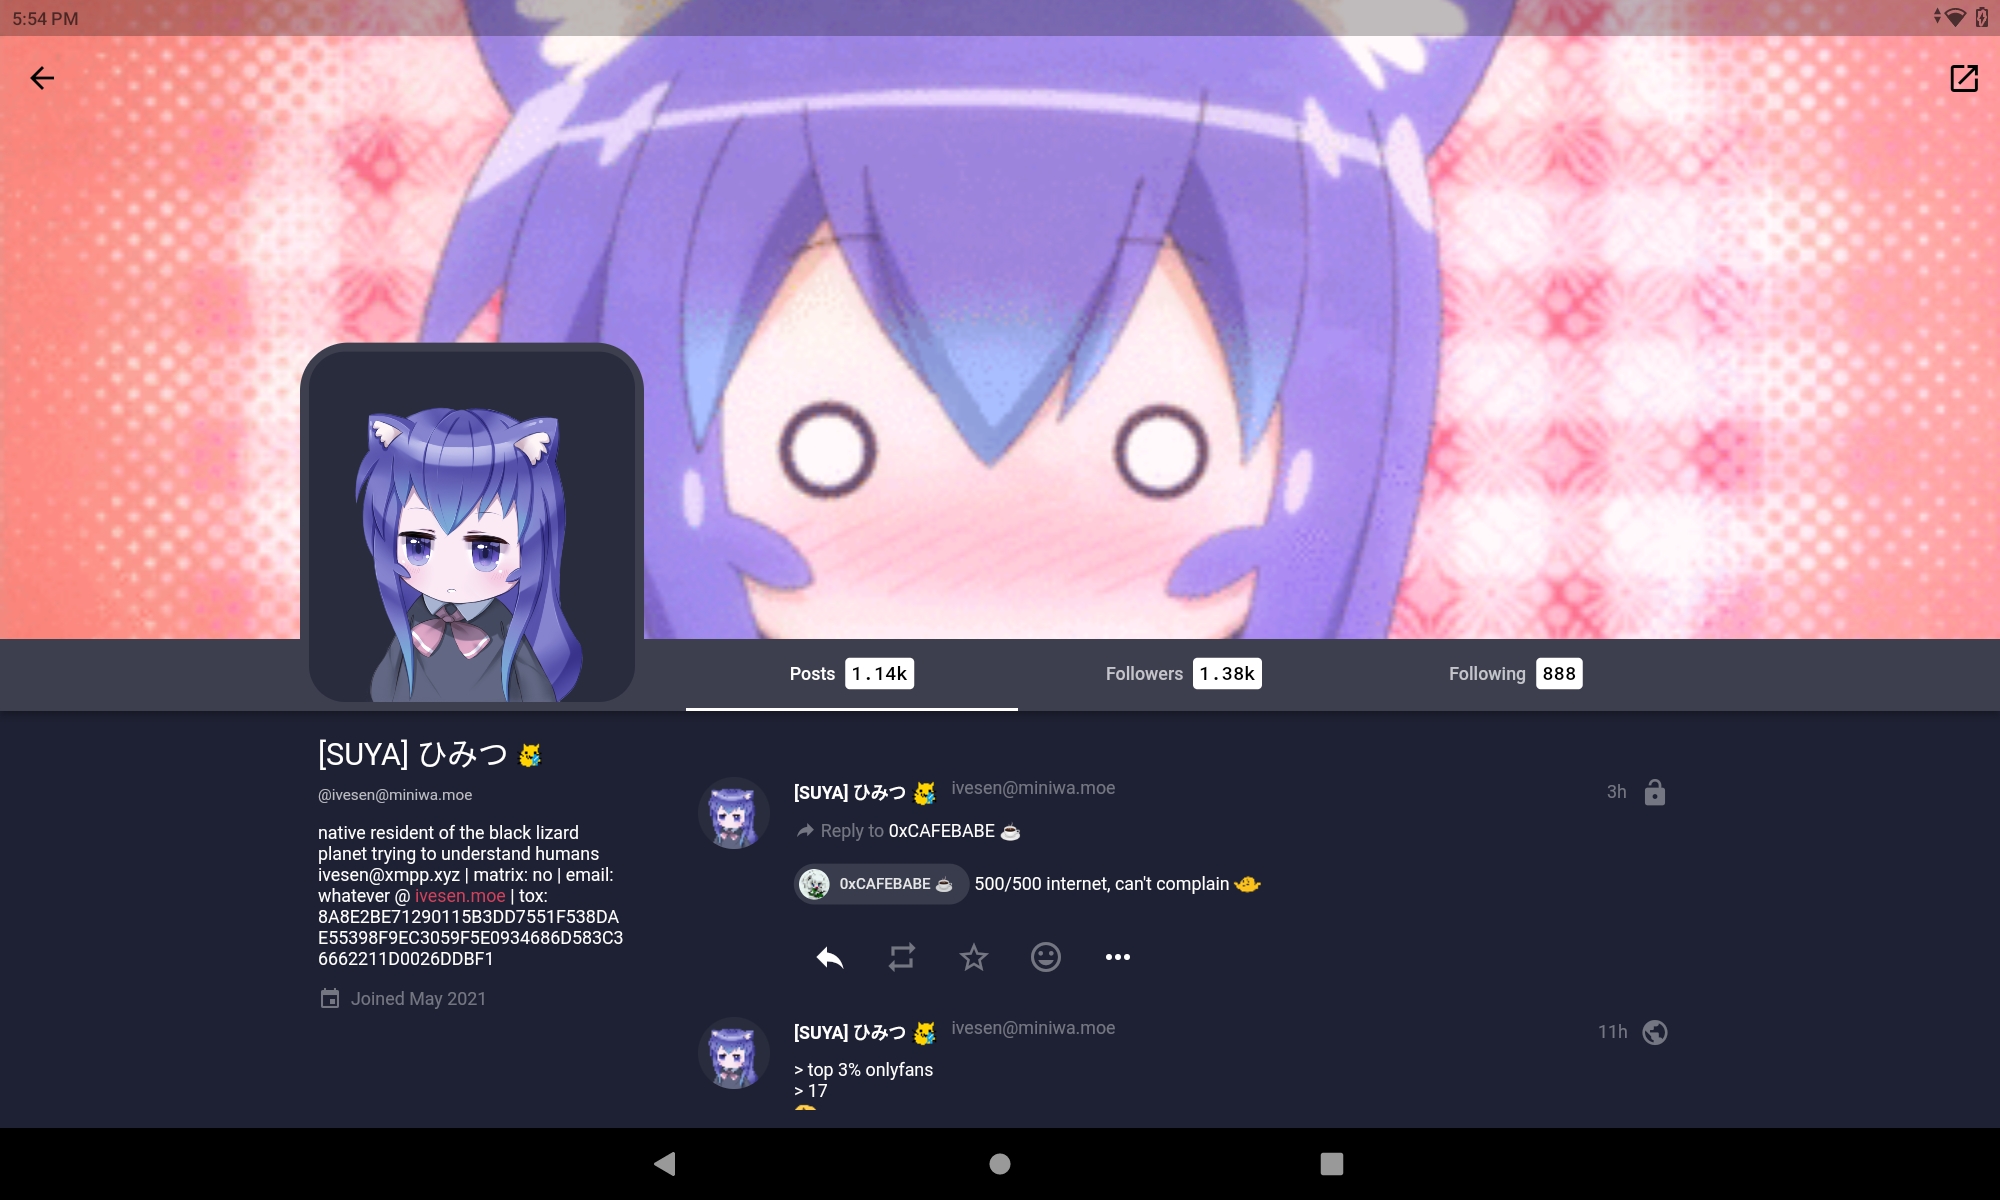 5:54 PM
Posts 1.14k
Followers 1.38k
Following 888
[SUYA] ひみつ
@ivesen@miniwa.moe
native resident of the black lizard
planet trying to understand humans
ivesen@xmpp.xyz | matrix: no | email:
whatever @ ivesen.moe | tox:
8A8E2BE71290115B3DD7551F538DA
E55398F9EC3059F5E0934686D583C3
6662211D0026DDBF1
Joined May 2021
[SUYA] ひみつ ivesen@miniwa.moe 3h
Reply to 0xCAFEBABE ☕
0xCAFEBABE ☕ 500/500 internet, can't complain
[SUYA] ひみつ ivesen@miniwa.moe 11h
> top 3% onlyfans
> 17